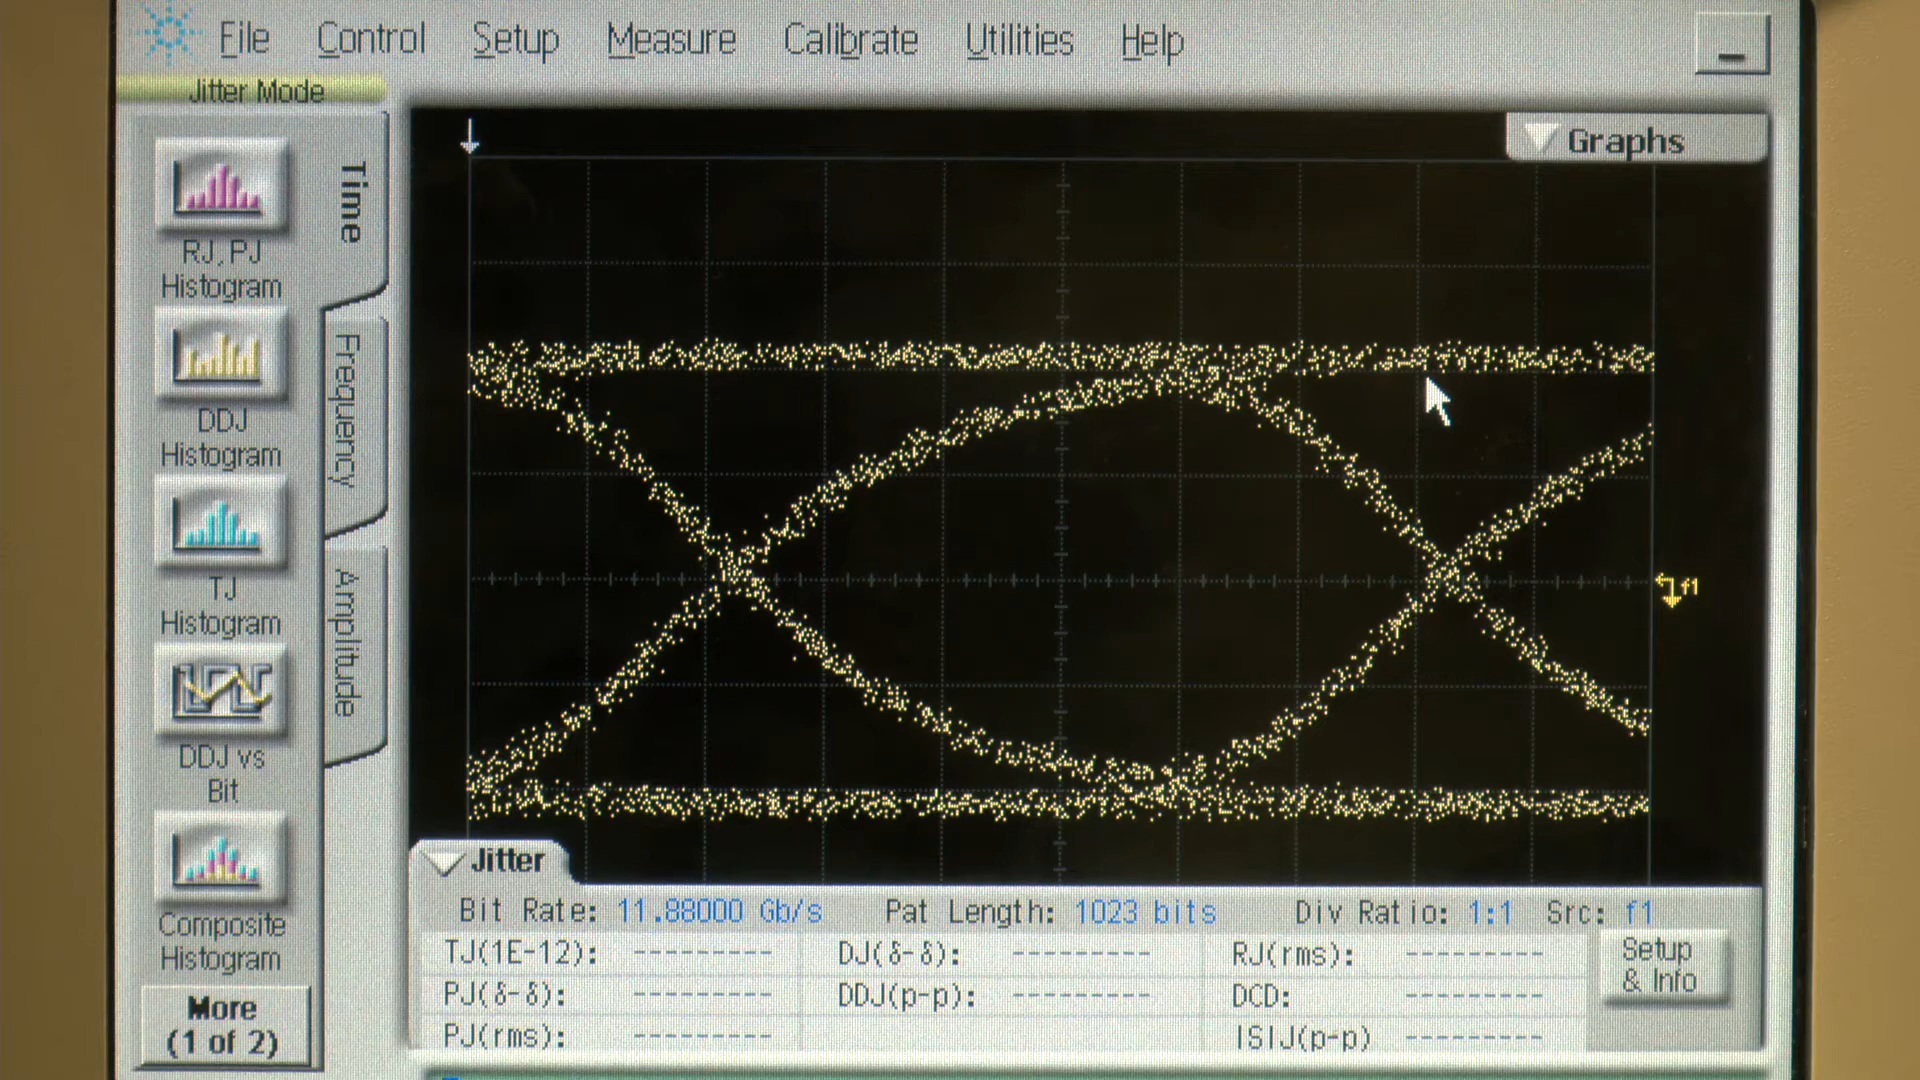 File Control Setup Measure Calibrate Utilities Help
Jitter Mode
Graphs
Time
Frequency
Amplitude
RJ, PJ
Histogram
DDJ
Histogram
TJ
Histogram
DDJ vs
Bit
Composite
Histogram
More
(1 of 2)
f1
Jitter
Bit Rate: 11.88000 Gb/s Pat Length: 1023 bits Div Ratio: 1:1 Src: f1
TJ(1E-12): --------- DJ(δ-δ): --------- RJ(rms): ---------
PJ(δ-δ): --------- DDJ(p-p): --------- DCD: ---------
PJ(rms): --------- ISIJ(p-p) ---------
Setup
& Info